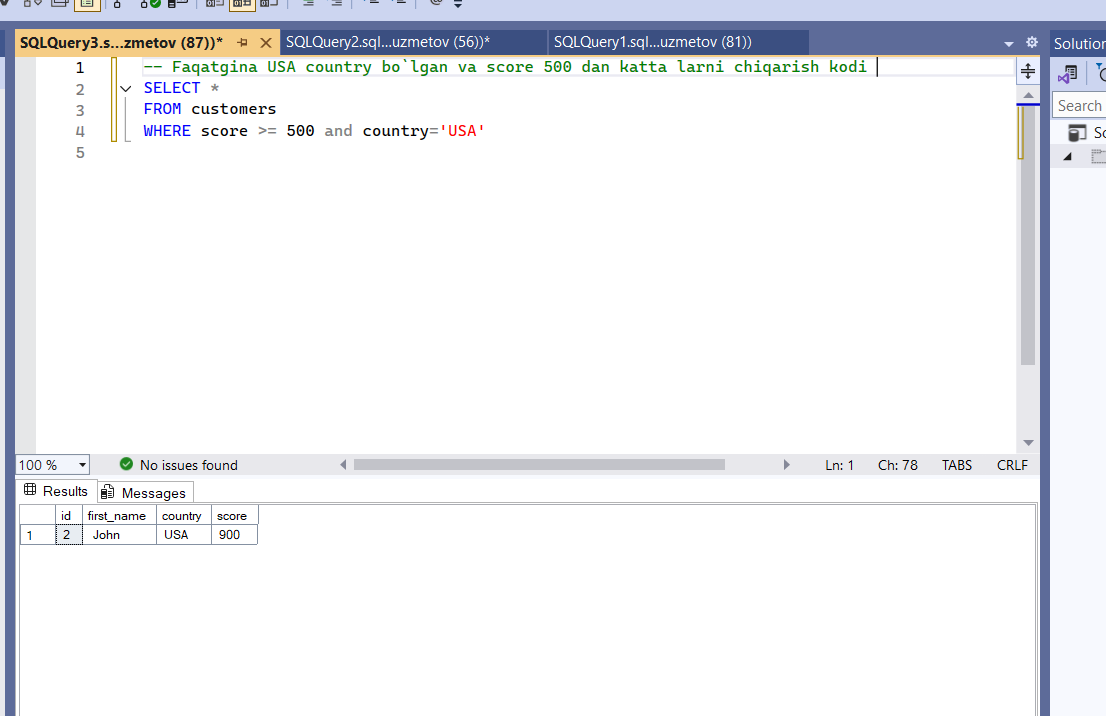 SQLQuery3.s...zmetov (87))*
SQLQuery2.sql...uzmetov (56))*
SQLQuery1.sql...uzmetov (81))
Solution
1 -- Faqatgina USA country bo`lgan va score 500 dan katta larni chiqarish kodi
2 SELECT *
3 FROM customers
4 WHERE score >= 500 and country='USA'
5
Search
100 %
No issues found
Ln: 1
Ch: 78
TABS
CRLF
Results
Messages
id first_name country score
1 2 John USA 900